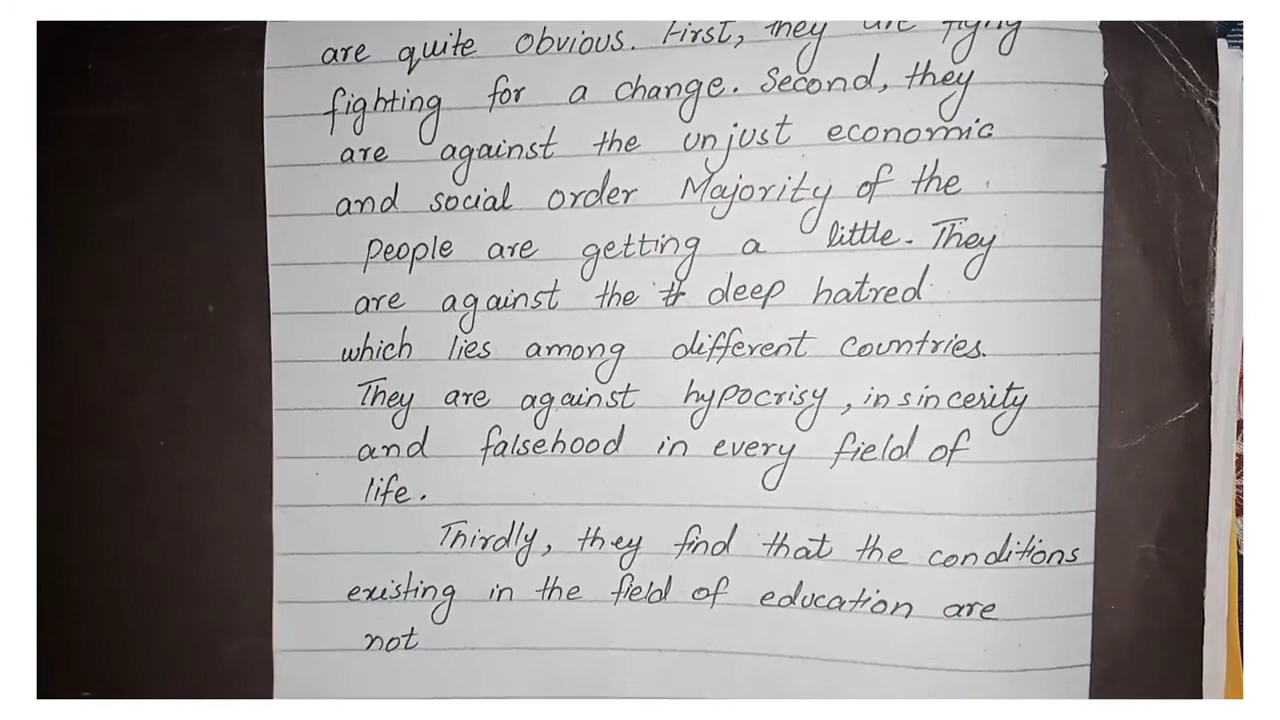 are quite obvious. First, they are
fighting for a change. Second, they
are against the unjust economic
and social order Majority of the
people are getting a little. They
are against the deep hatred
which lies among different countries.
They are against hypocrisy, insincerity
and falsehood in every field of
life.
Thirdly, they find that the conditions
existing in the field of education are
not